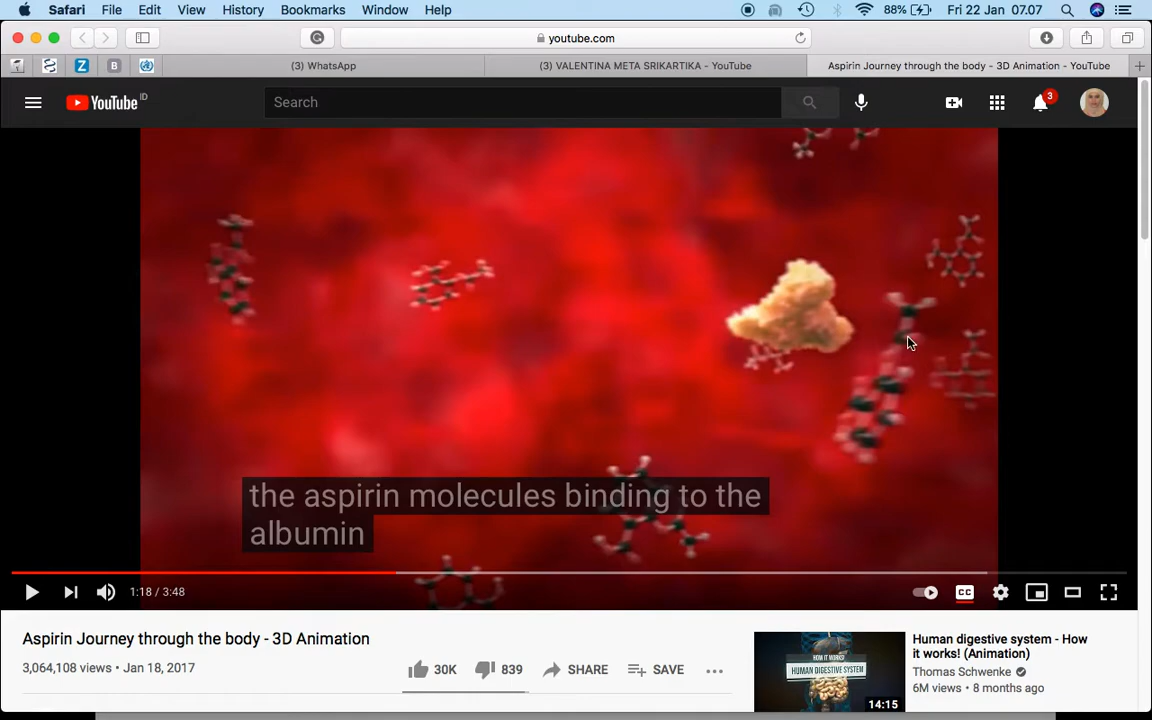 Safari File Edit View History Bookmarks Window Help 88% Fri 22 Jan 07.07
youtube.com
Z B (3) WhatsApp (3) VALENTINA META SRIKARTIKA - YouTube Aspirin Journey through the body - 3D Animation - YouTube
YouTube ID Search 3
the aspirin molecules binding to the
albumin
1:18 / 3:48 CC
Aspirin Journey through the body - 3D Animation
3,064,108 views • Jan 18, 2017 30K 839 SHARE SAVE
HOW IT WORKS!
HUMAN DIGESTIVE SYSTEM
14:15
Human digestive system - How
it works! (Animation)
Thomas Schwenke
6M views • 8 months ago